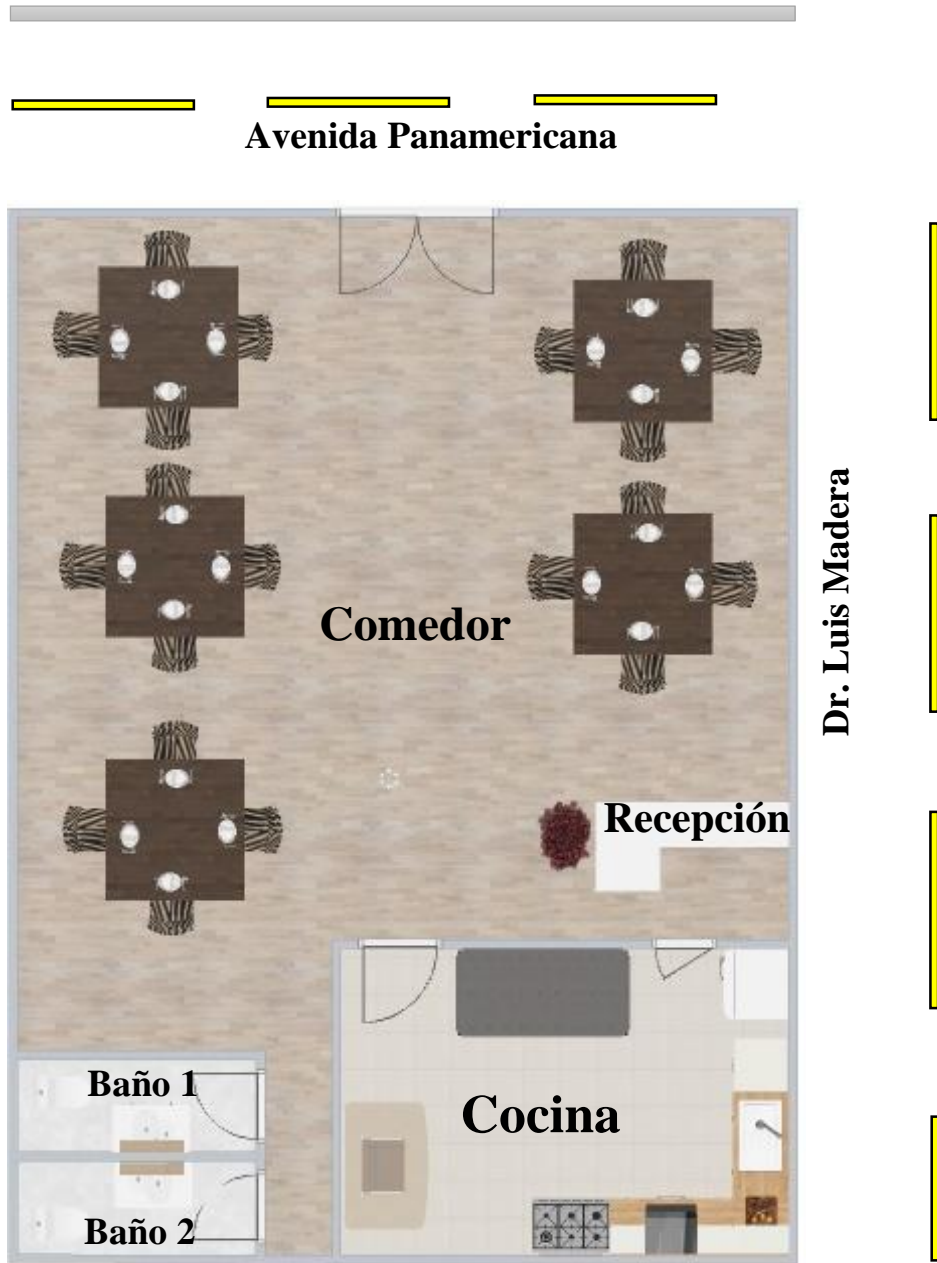 Avenida Panamericana
Dr. Luis Madera
Comedor
Recepción
Baño 1
Cocina
Baño 2